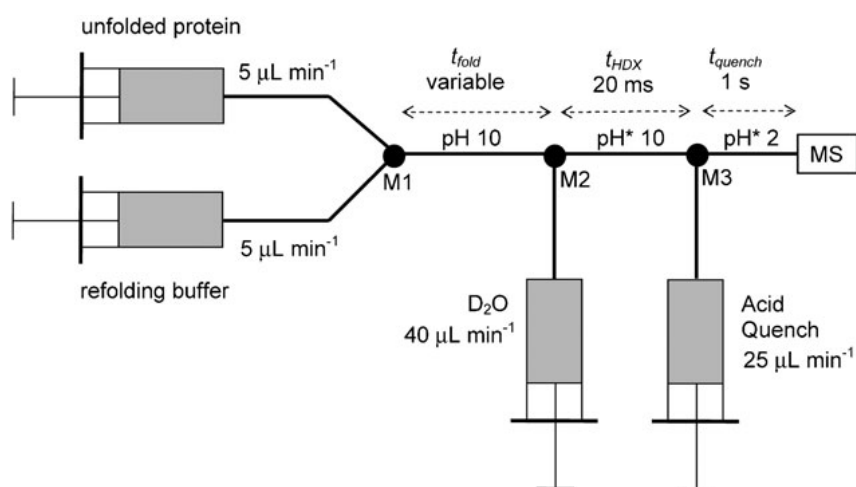 unfolded protein
5 μL min⁻¹
t_fold
variable
t_HDX
20 ms
t_quench
1 s
pH 10
pH* 10
pH* 2
MS
M1
M2
M3
5 μL min⁻¹
refolding buffer
D₂O
40 μL min⁻¹
Acid
Quench
25 μL min⁻¹